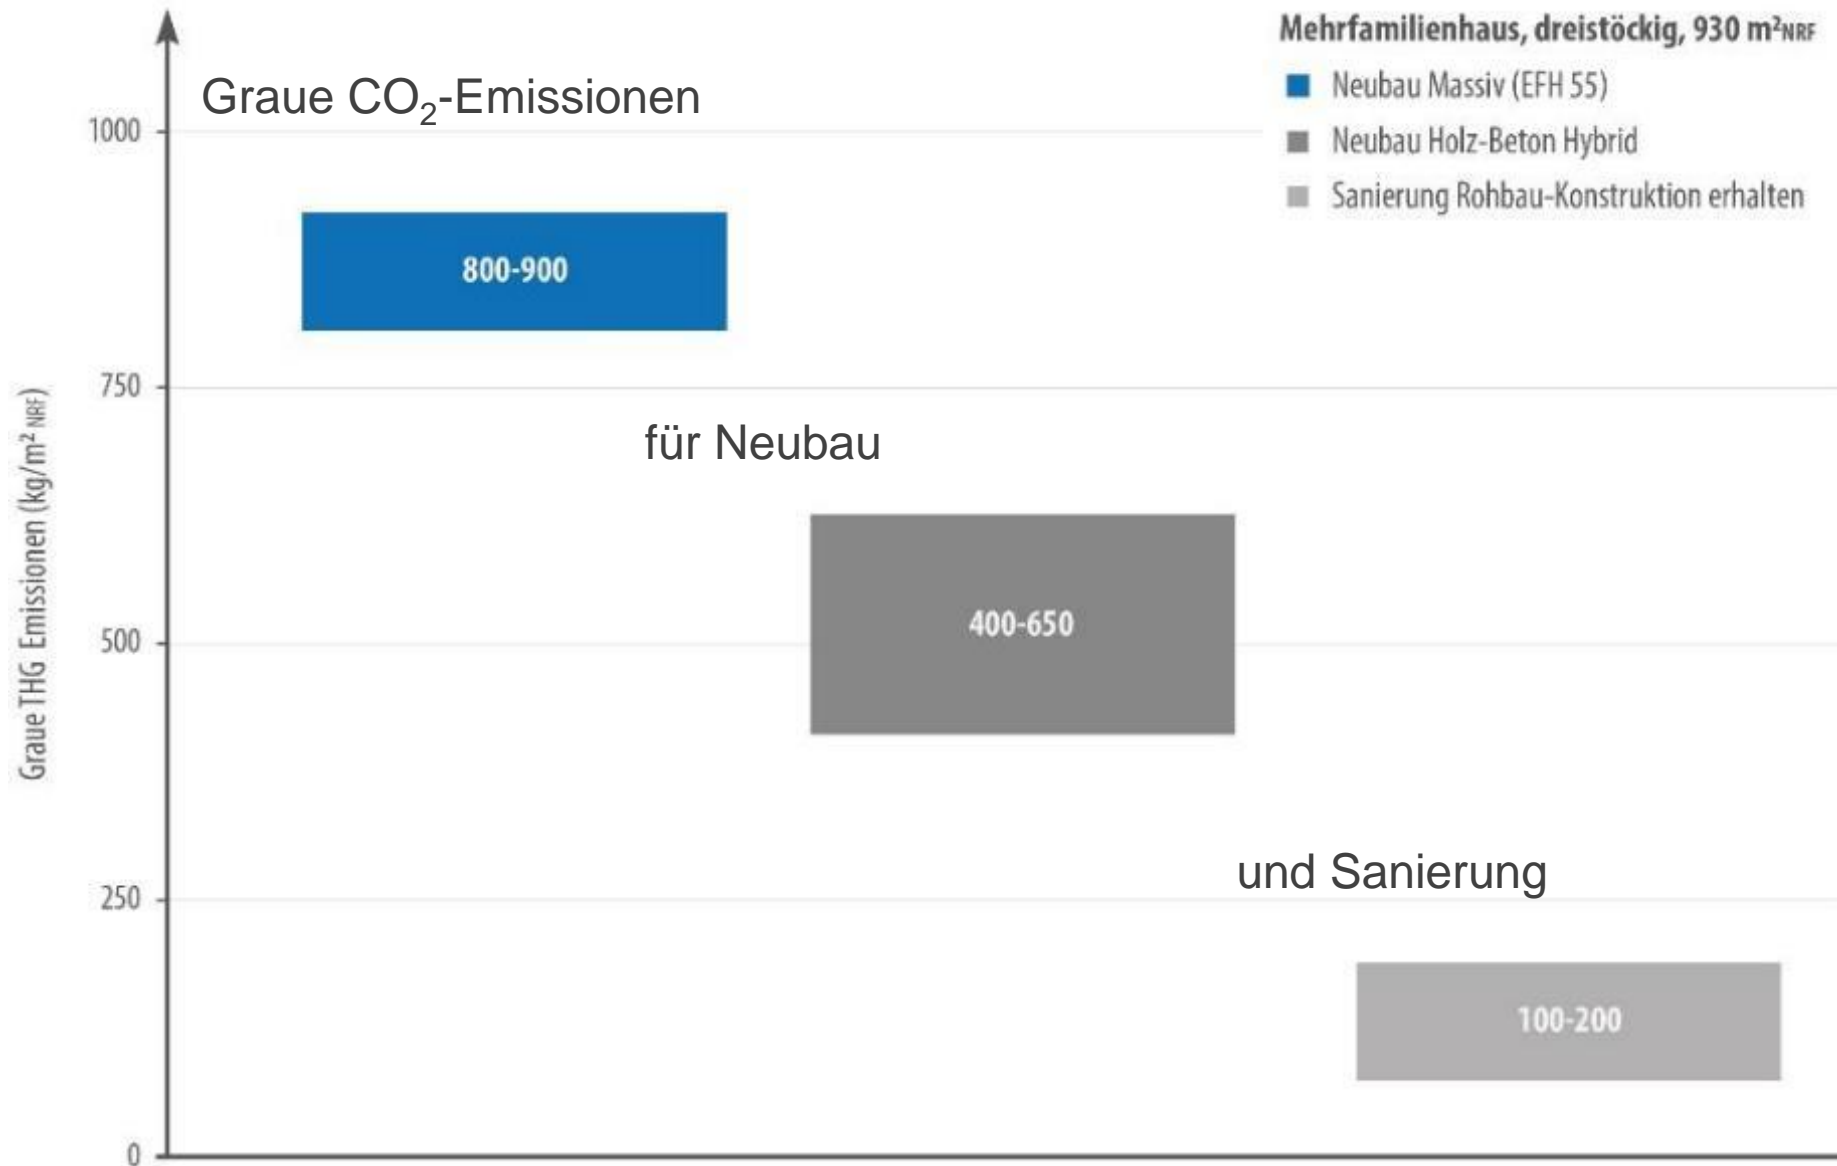 Graue CO₂-Emissionen
für Neubau
und Sanierung
Mehrfamilienhaus, dreistöckig, 930 m²NRF
Neubau Massiv (EFH 55)
Neubau Holz-Beton Hybrid
Sanierung Rohbau-Konstruktion erhalten
Graue THG Emissionen (kg/m² NRF)
1000
750
500
250
0
800-900
400-650
100-200